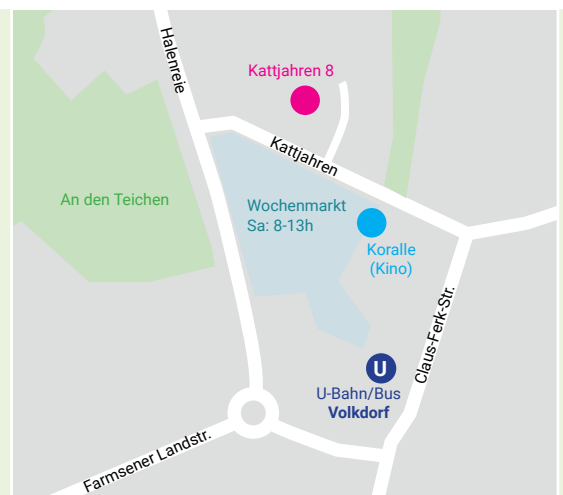 Halenreie
Kattjahren 8
Kattjahren
An den Teichen
Wochenmarkt
Sa: 8-13h
Koralle
(Kino)
Claus-Ferk-Str.
U
U-Bahn/Bus
Volkdorf
Farmsener Landstr.